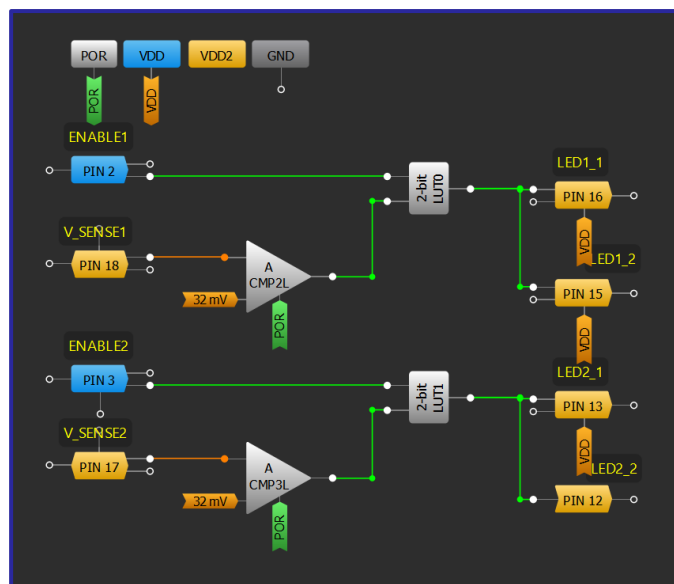 POR VDD VDD2 GND
POR VDD
ENABLE1
PIN 2
2-bit LUT0
LED1_1
PIN 16
VDD
V_SENSE1
PIN 18
A
CMP2L
32 mV
POR
LED1_2
PIN 15
VDD
ENABLE2
PIN 3
2-bit LUT1
LED2_1
PIN 13
VDD
V_SENSE2
PIN 17
A
CMP3L
32 mV
POR
LED2_2
PIN 12